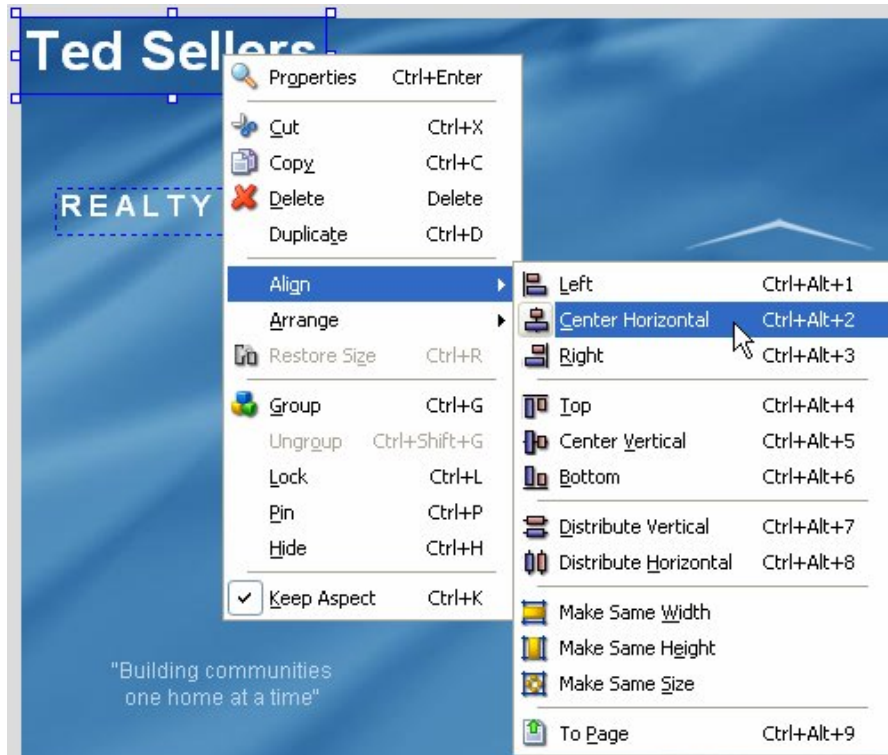 Ted Sellers
REALTY
Properties Ctrl+Enter
Cut Ctrl+X
Copy Ctrl+C
Delete Delete
Duplicate Ctrl+D
Align
Arrange
Restore Size Ctrl+R
Group Ctrl+G
Ungroup Ctrl+Shift+G
Lock Ctrl+L
Pin Ctrl+P
Hide Ctrl+H
Keep Aspect Ctrl+K
Left Ctrl+Alt+1
Center Horizontal Ctrl+Alt+2
Right Ctrl+Alt+3
Top Ctrl+Alt+4
Center Vertical Ctrl+Alt+5
Bottom Ctrl+Alt+6
Distribute Vertical Ctrl+Alt+7
Distribute Horizontal Ctrl+Alt+8
Make Same Width
Make Same Height
Make Same Size
To Page Ctrl+Alt+9
"Building communities
one home at a time"